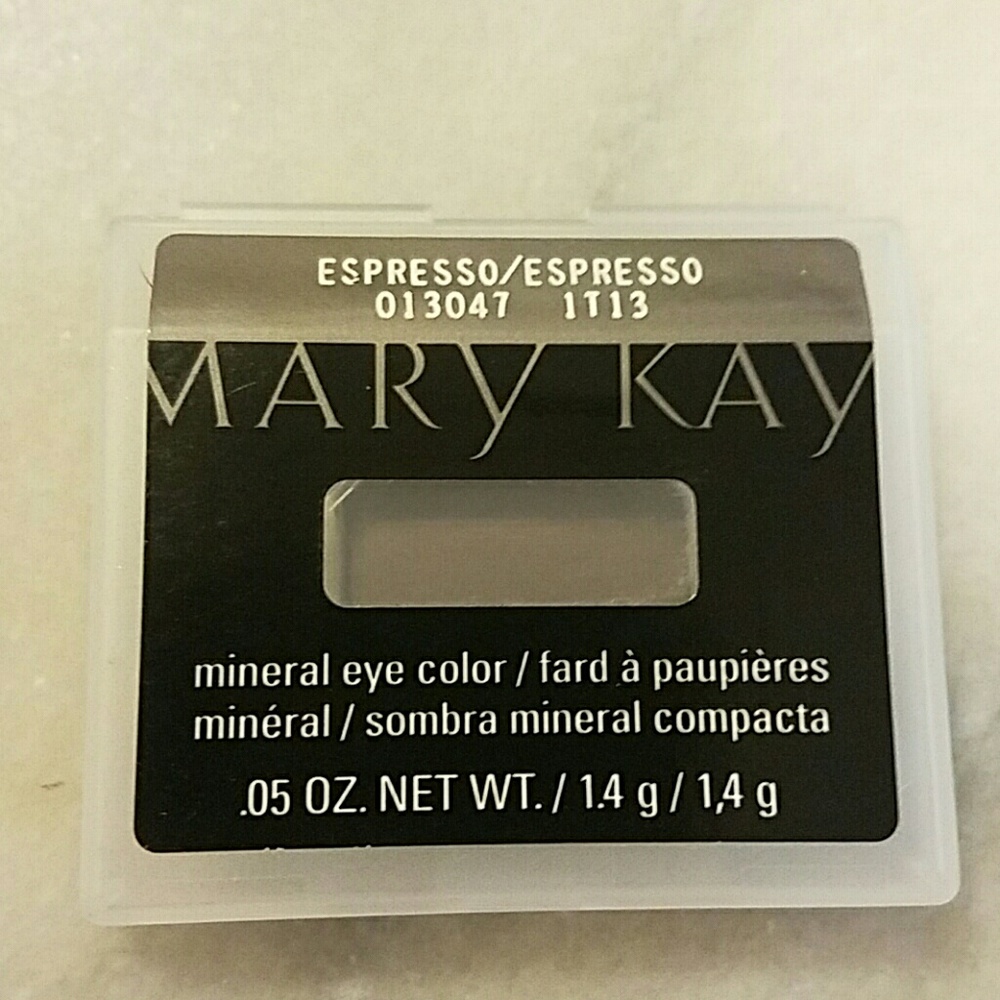 ESPRESSO/ESPRESSO
013047 1T13
MARY KAY
mineral eye color / fard à paupières
minéral / sombra mineral compacta
.05 OZ. NET WT. / 1.4 g / 1,4 g